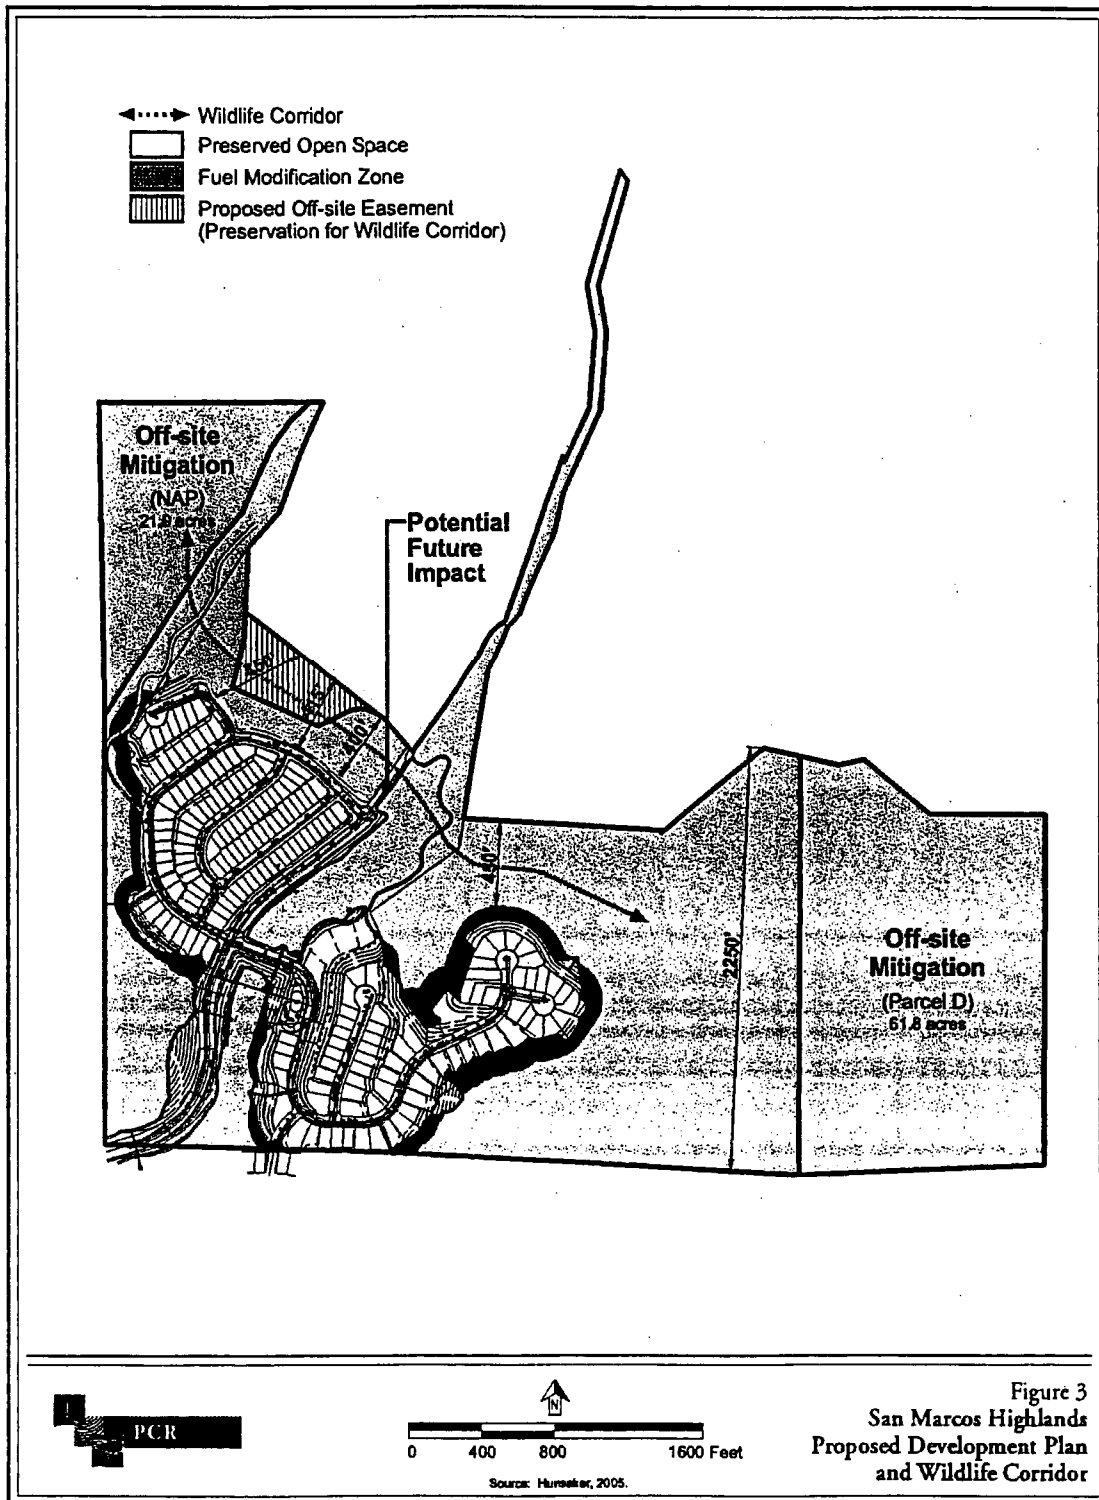 Wildlife Corridor
Preserved Open Space
Fuel Modification Zone
Proposed Off-site Easement
(Preservation for Wildlife Corridor)
Off-site
Mitigation
(NAP)
acres
Potential
Future
Impact
400'
2250'
Off-site
Mitigation
(Parcel D)
61.8 acres
PCR
N
0 400 800 1600 Feet
Source: Hunsaker, 2005.
Figure 3
San Marcos Highlands
Proposed Development Plan
and Wildlife Corridor